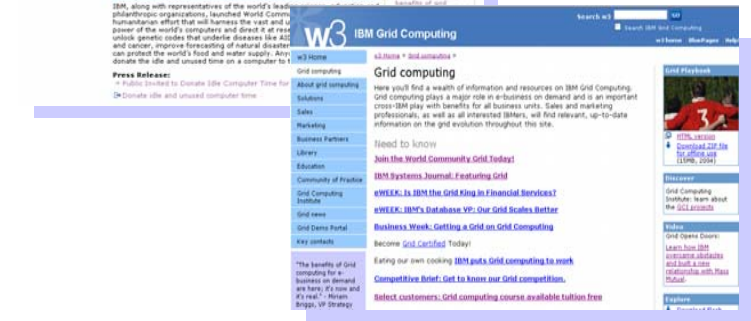 IBM, along with representatives of the world's leading
philanthropic organizations, launched World Commu
humanitarian effort that will harness the vast and u
power of the world's computers and direct it at rese
unlock genetic codes that underlie diseases like AID
and cancer, improve forecasting of natural disaster
can protect the world's food and water supply. Any
donate the idle and unused time on a computer to t
Press Release:
Public Invited to Donate Idle Computer Time for
Donate idle and unused computer time
benefits of grid
w3 IBM Grid Computing
Search w3
GO
Search IBM Grid Computing
w3 home BluePages Help
w3 Home
Grid computing
About grid computing
Solutions
Sales
Marketing
Business Partners
Library
Education
Community of Practice
Grid Computing
Institute
Grid news
Grid Demo Portal
Key contacts
"The benefits of Grid
computing for e-
business on demand
are here; it's now and
it's real." - Miriain
Briggs, VP Strategy
w3 Home > Grid computing >
Grid computing
Here you'll find a wealth of information and resources on IBM Grid Computing.
Grid computing plays a major role in e-business on demand and is an important
cross-IBM play with benefits for all business units. Sales and marketing
professionals, as well as all interested IBMers, will find relevant, up-to-date
information on the grid evolution throughout this site.
Need to know
Join the World Community Grid Today!
IBM Systems Journal: Featuring Grid
eWEEK: Is IBM the Grid King in Financial Services?
eWEEK: IBM's Database VP: Our Grid Scales Better
Business Week: Getting a Grid on Grid Computing
Become Grid Certified Today!
Eating our own cooking IBM puts Grid computing to work
Competitive Brief: Get to know our Grid competition.
Select customers: Grid computing course available tuition free
Grid Playbook
3
HTML version
Download ZIP file
for offline use
(15MB, 2004)
Discover
Grid Computing
Institute: learn about
the GCI projects
Video
Grid Opens Doors:
Learn how IBM
overcame obstacles
and built a new
relationship with Mass
Mutual.
Explore